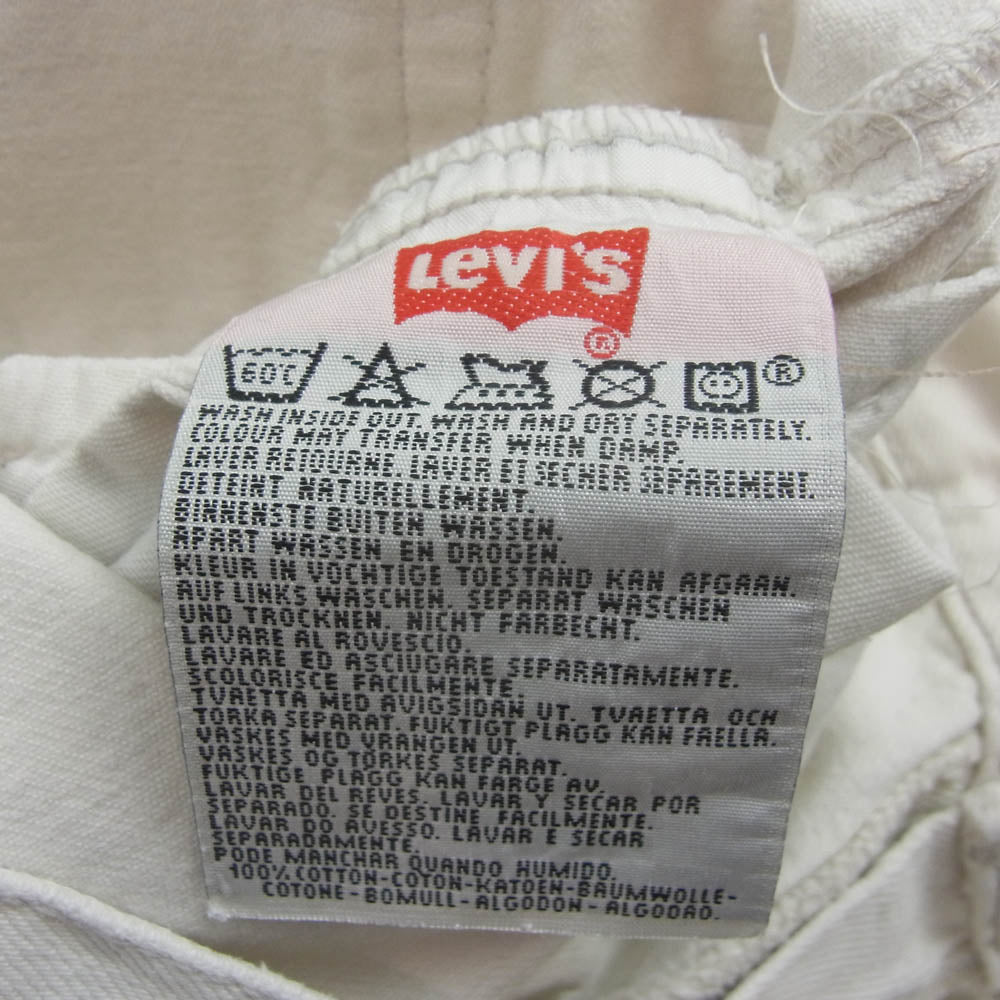 LEVI'S
®
60°C
®
WASH INSIDE OUT. WASH AND DRY SEPARATELY.
COLOUR MAY TRANSFER WHEN DAMP.
LAVER RETOURNE. LAVER ET SECHER SEPAREMENT.
DETEINT NATURELLEMENT.
BINNENSTE BUITEN WASSEN.
APART WASSEN EN DROGEN.
KLEUR IN VOCHTIGE TOESTAND KAN AFGAAN.
AUF LINKS WASCHEN. SEPARAT WASCHEN
UND TROCKNEN. NICHT FARBECHT.
LAVARE AL ROVESCIO.
LAVARE ED ASCIUGARE SEPARATAMENTE.
SCOLORISCE FACILMENTE.
TVAETTA MED AVIGSIDAN UT. TVAETTA OCH
TORKA SEPARAT. FUKTIGT PLAGG KAN FAELLA.
VASKES MED VRANGEN UT.
VASKES OG TORKES SEPARAT.
FUKTIGE PLAGG KAN FARGE AV.
LAVAR DEL REVES. LAVAR Y SECAR POR
SEPARADO. SE DESTINE FACILMENTE.
LAVAR DO AVESSO. LAVAR E SECAR
SEPARADAMENTE.
PODE MANCHAR QUANDO HUMIDO.
100% COTTON-COTON-KATOEN-BAUMWOLLE-
COTONE-BOMULL-ALGODON-ALGODAO.